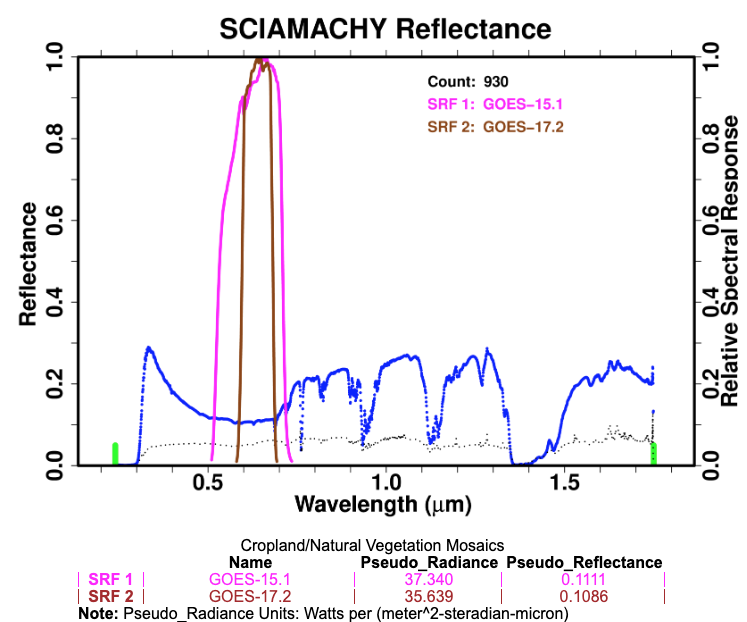 SCIAMACHY Reflectance
Count: 930
SRF 1: GOES−15.1
SRF 2: GOES−17.2
Reflectance
1.0
0.8
0.6
0.4
0.2
0.0
1.0
0.8
0.6
0.4
0.2
0.0
Relative Spectral Response
0.5 1.0 1.5
Wavelength (μm)
Cropland/Natural Vegetation Mosaics
Name Pseudo_Radiance Pseudo_Reflectance
| SRF 1 | GOES-15.1 | 37.340 | 0.1111 |
| SRF 2 | GOES-17.2 | 35.639 | 0.1086 |
Note: Pseudo_Radiance Units: Watts per (meter^2-steradian-micron)